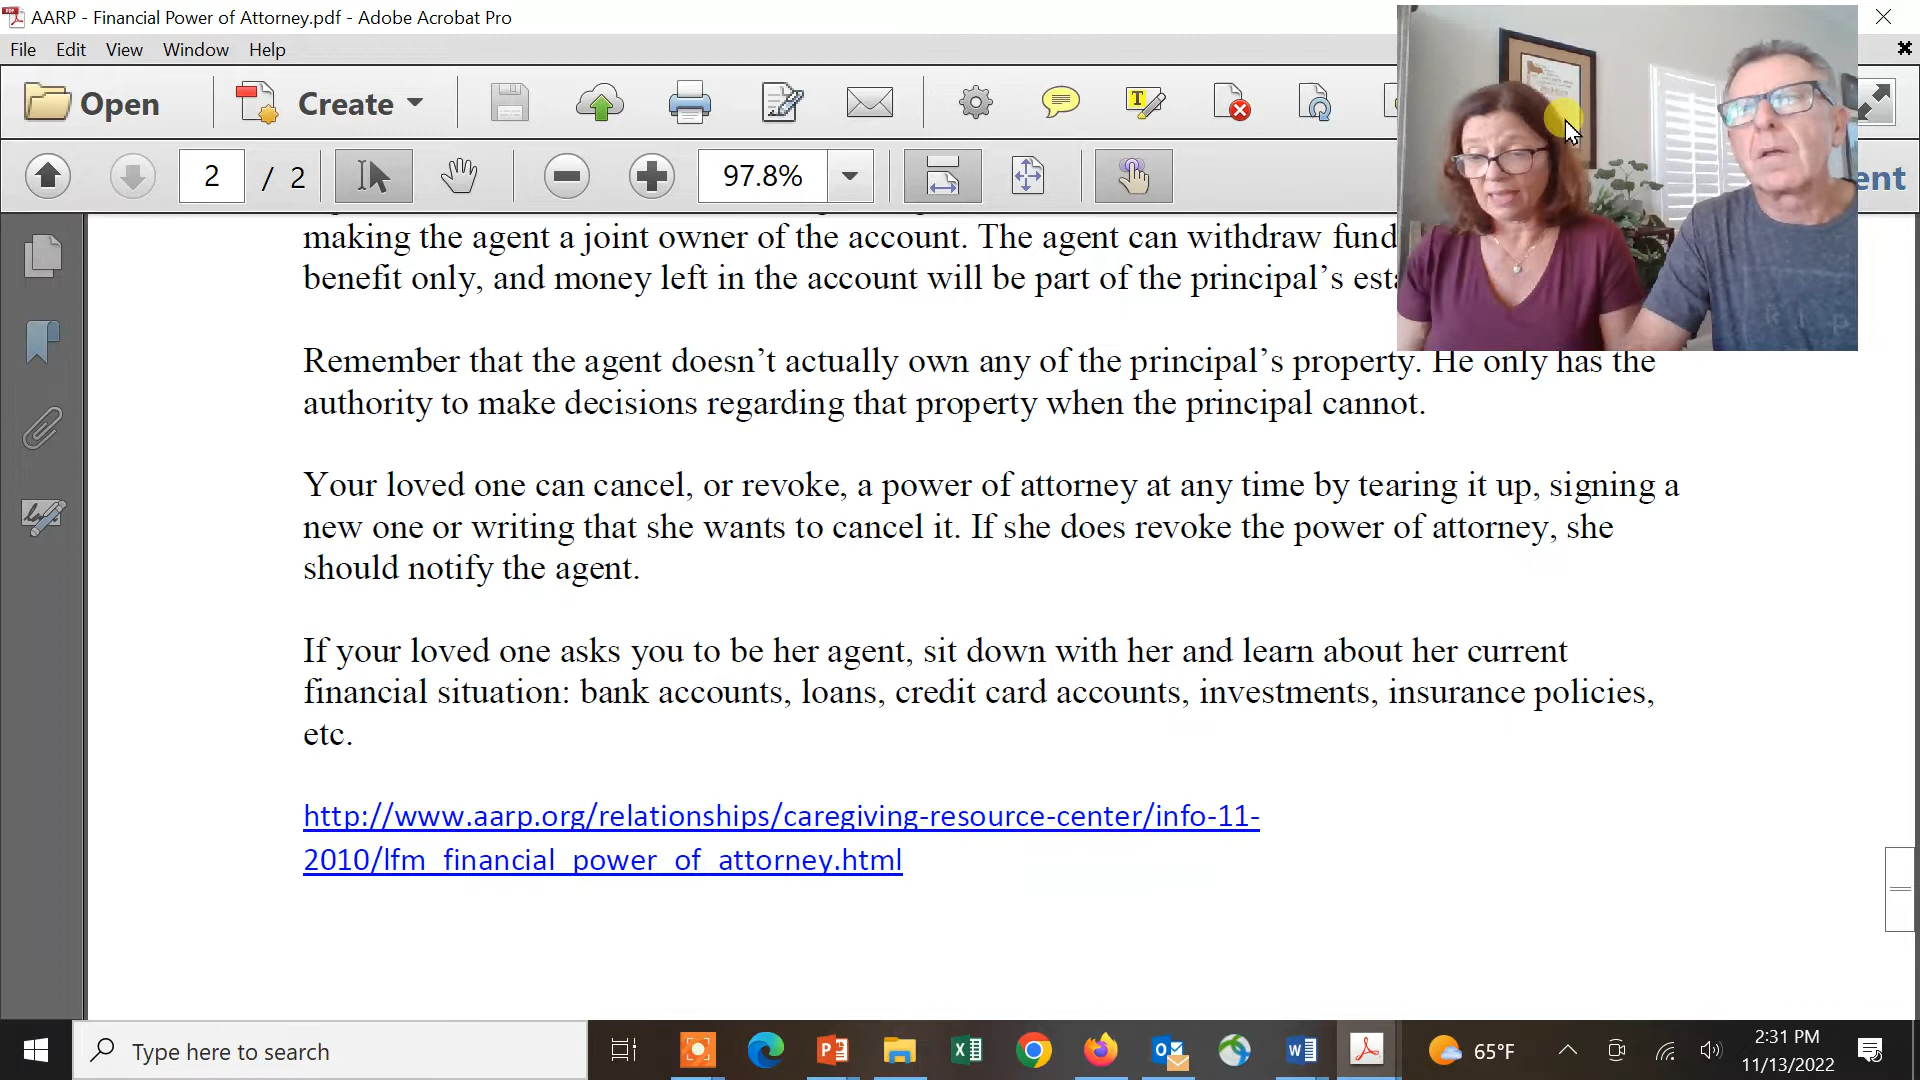 AARP - Financial Power of Attorney.pdf - Adobe Acrobat Pro
File Edit View Window Help
Open Create
2 / 2 97.8%
making the agent a joint owner of the account. The agent can withdraw fund
benefit only, and money left in the account will be part of the principal’s esta
Remember that the agent doesn’t actually own any of the principal’s property. He only has the
authority to make decisions regarding that property when the principal cannot.
Your loved one can cancel, or revoke, a power of attorney at any time by tearing it up, signing a
new one or writing that she wants to cancel it. If she does revoke the power of attorney, she
should notify the agent.
If your loved one asks you to be her agent, sit down with her and learn about her current
financial situation: bank accounts, loans, credit card accounts, investments, insurance policies,
etc.
http://www.aarp.org/relationships/caregiving-resource-center/info-11-
2010/lfm_financial_power_of_attorney.html
Type here to search
65°F
2:31 PM
11/13/2022